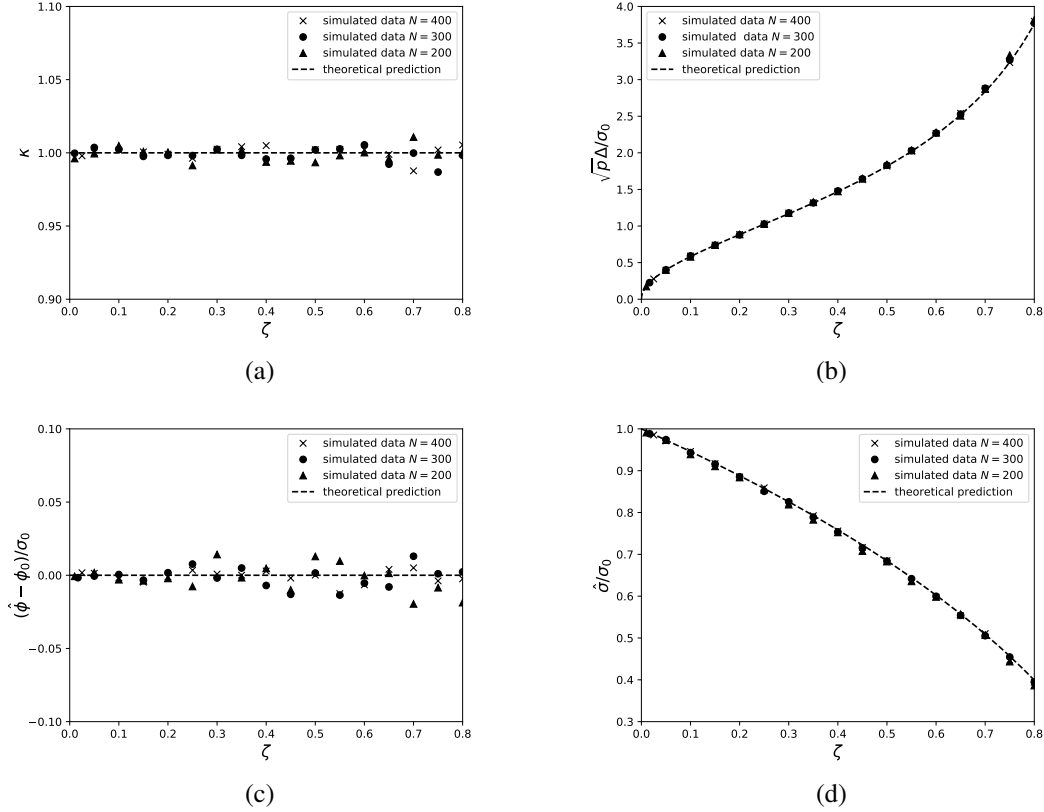 1.10
1.05
1.00
0.95
0.90
κ
× simulated data N = 400
● simulated data N = 300
▲ simulated data N = 200
--- theoretical prediction
0.0 0.1 0.2 0.3 0.4 0.5 0.6 0.7 0.8
ζ
(a)
4.0
3.5
3.0
2.5
2.0
1.5
1.0
0.5
0.0
√p Δ/σ₀
× simulated data N = 400
● simulated data N = 300
▲ simulated data N = 200
--- theoretical prediction
0.0 0.1 0.2 0.3 0.4 0.5 0.6 0.7 0.8
ζ
(b)
0.10
0.05
0.00
−0.05
−0.10
(ϕ̂ − ϕ₀)/σ₀
× simulated data N = 400
● simulated data N = 300
▲ simulated data N = 200
--- theoretical prediction
0.0 0.1 0.2 0.3 0.4 0.5 0.6 0.7 0.8
ζ
(c)
1.0
0.9
0.8
0.7
0.6
0.5
0.4
0.3
σ̂/σ₀
× simulated data N = 400
● simulated data N = 300
▲ simulated data N = 200
--- theoretical prediction
0.0 0.1 0.2 0.3 0.4 0.5 0.6 0.7 0.8
ζ
(d)